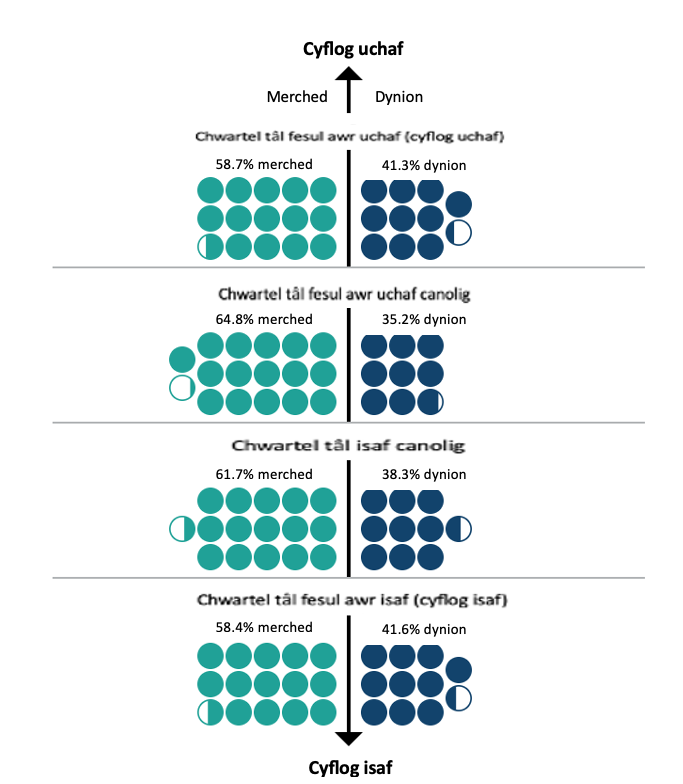 Cyflog uchaf
Merched Dynion
Chwartel tâl fesul awr uchaf (cyflog uchaf)
58.7% merched 41.3% dynion
Chwartel tâl fesul awr uchaf canolig
64.8% merched 35.2% dynion
Chwartel tâl isaf canolig
61.7% merched 38.3% dynion
Chwartel tâl fesul awr isaf (cyflog isaf)
58.4% merched 41.6% dynion
Cyflog isaf